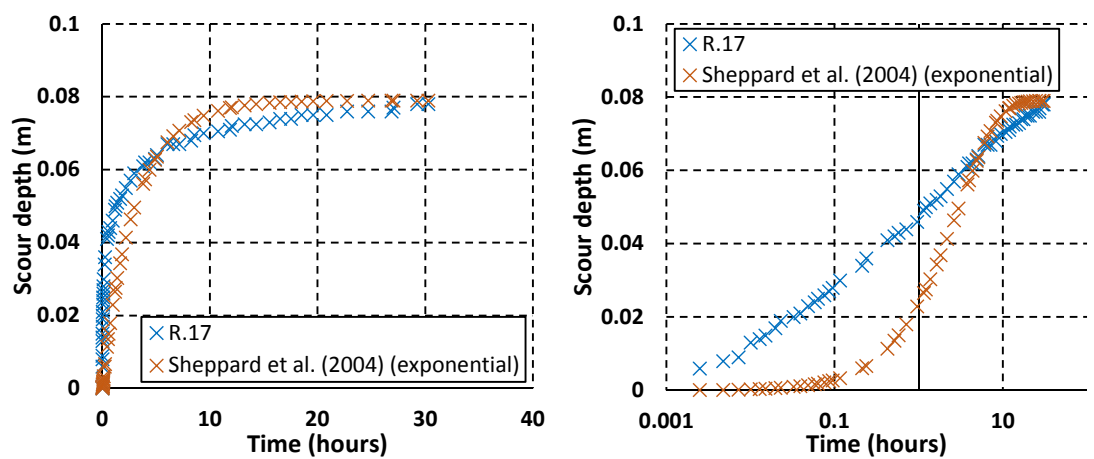 0.1
0.08
0.06
0.04
0.02
0
Scour depth (m)
R.17
Sheppard et al. (2004) (exponential)
0
10
20
30
40
Time (hours)
0.1
0.08
0.06
0.04
0.02
0
Scour depth (m)
R.17
Sheppard et al. (2004) (exponential)
0.001
0.1
10
Time (hours)